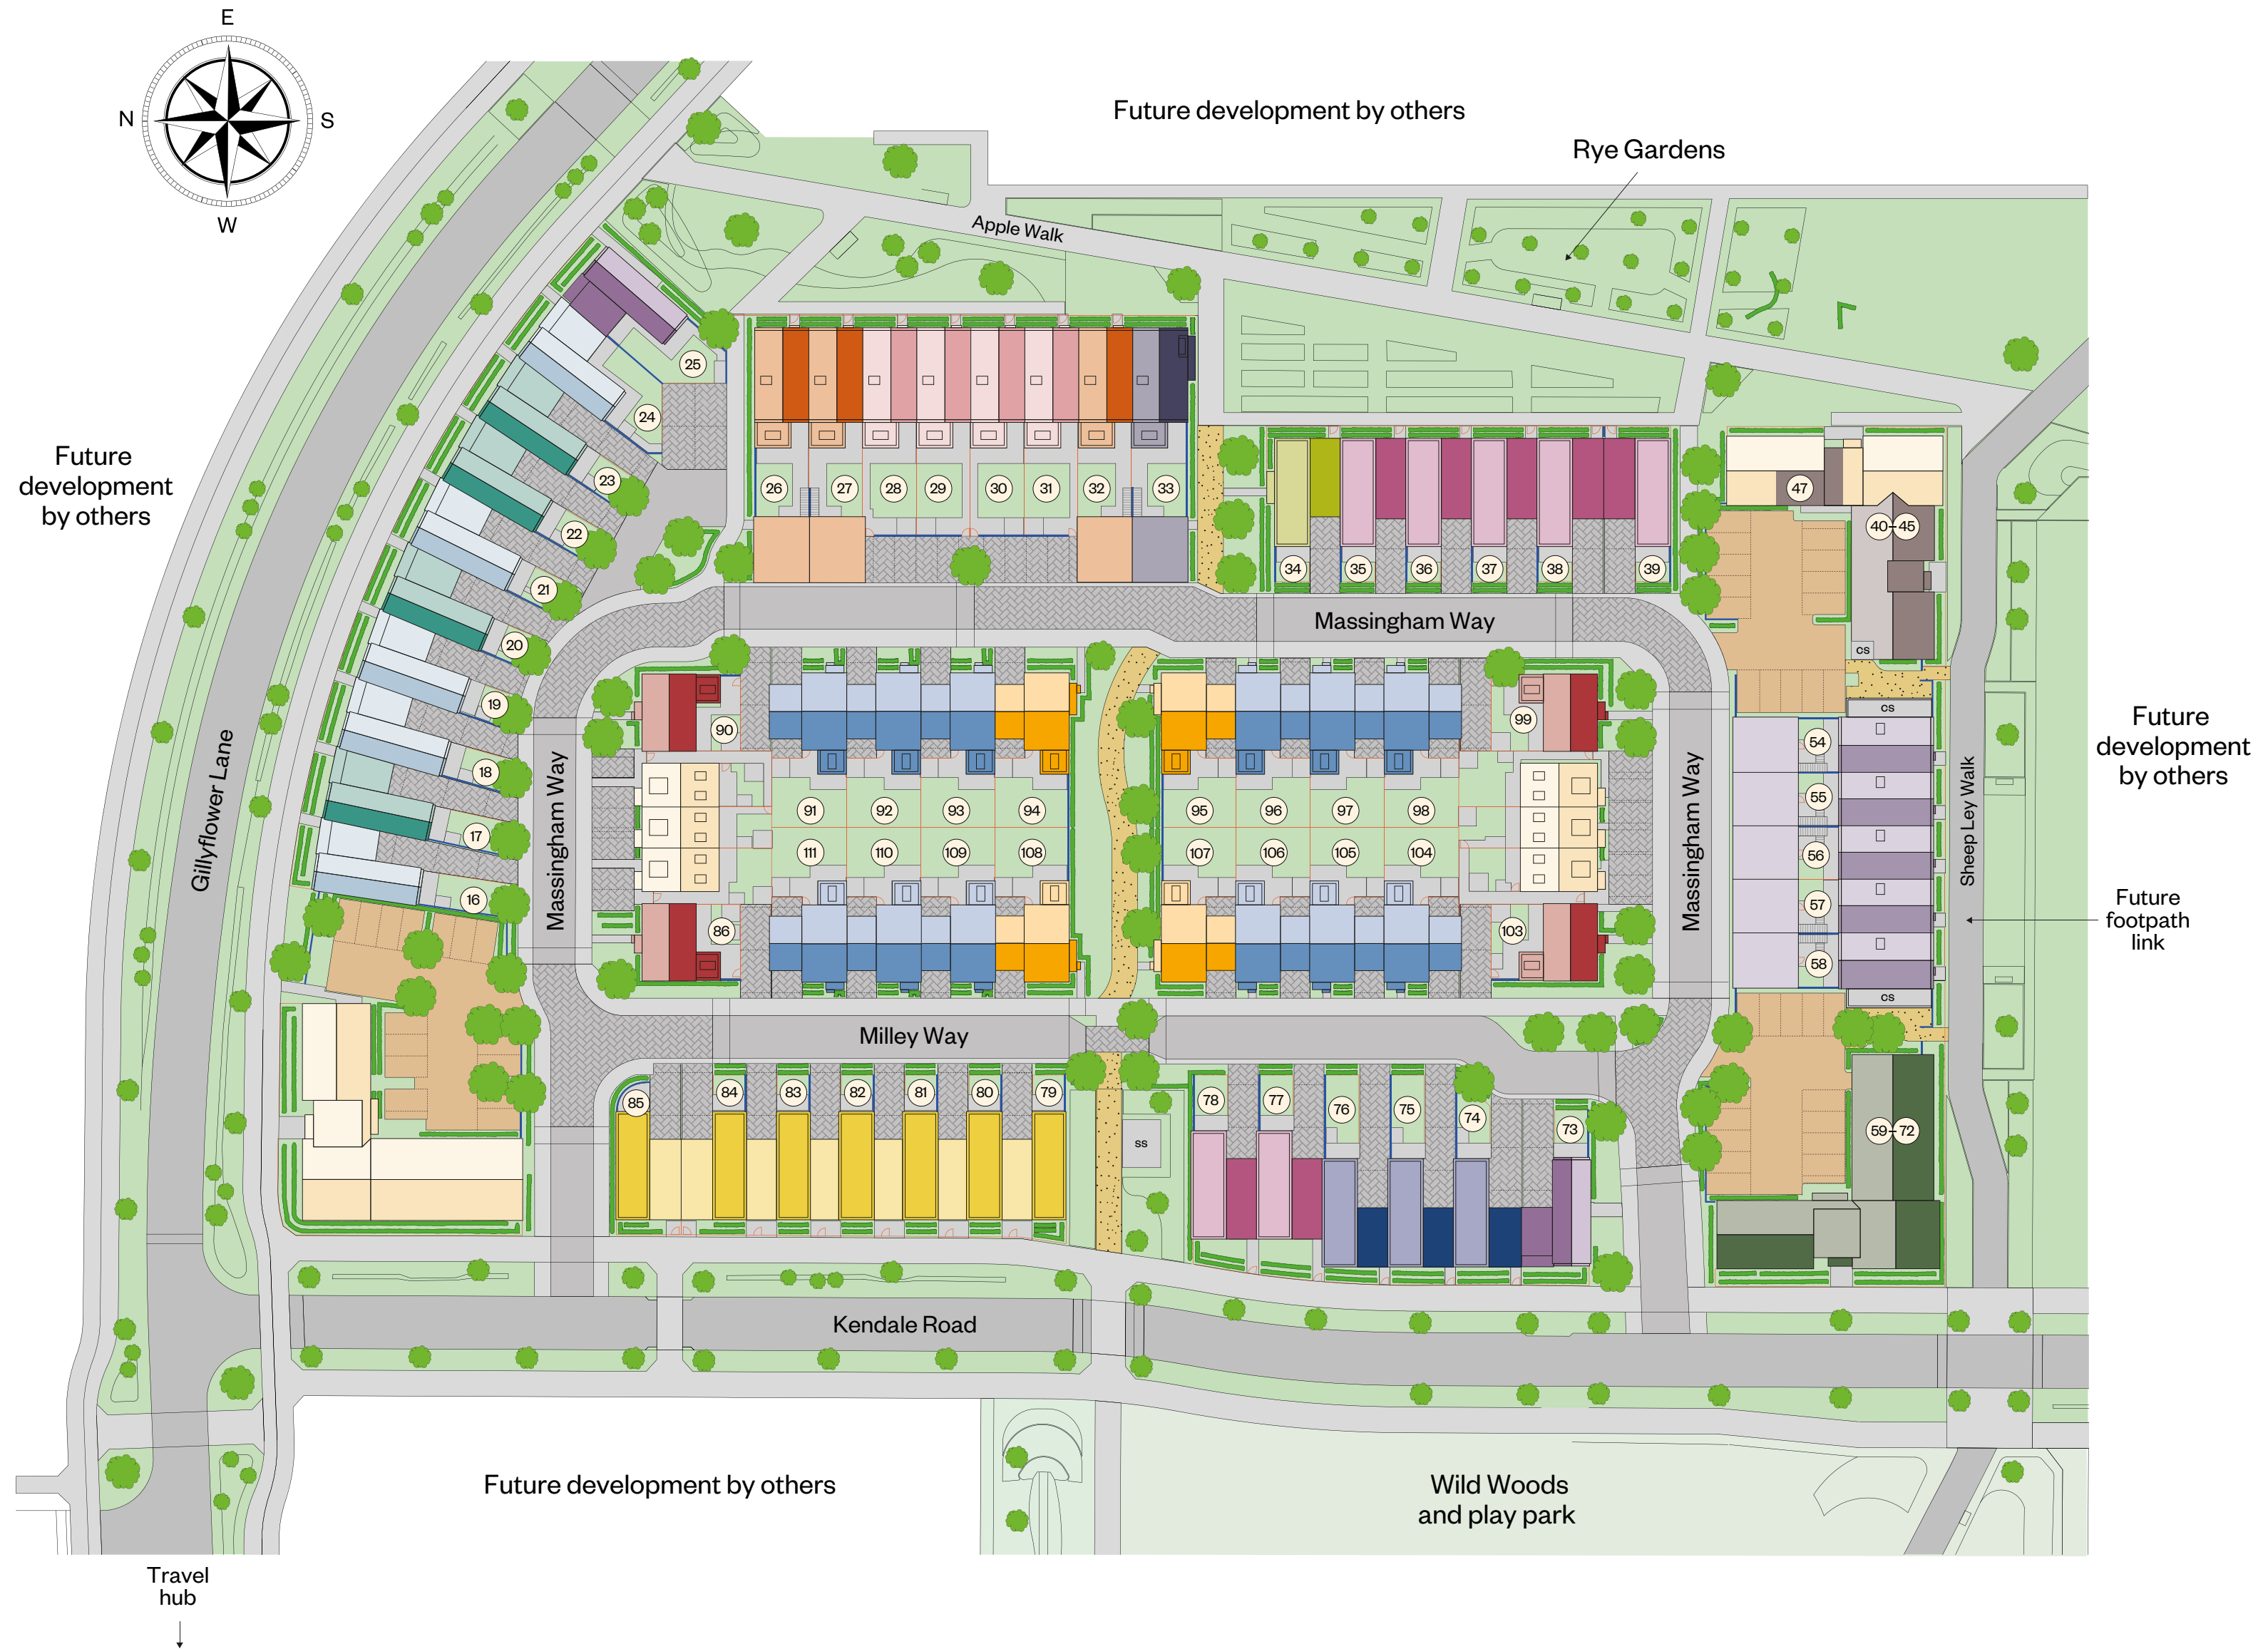 E
N
S
W
Future development by others
Rye Gardens
Apple Walk
25
24
23
22
21
20
19
18
17
16
26
27
28
29
30
31
32
33
34
35
36
37
38
39
47
40-45
cs
Future
development
by others
Gillyflower Lane
Massingham Way
Massingham Way
Massingham Way
90
99
91
92
93
94
95
96
97
98
111
110
109
108
107
106
105
104
86
103
cs
54
55
56
57
58
cs
Sheep Ley Walk
Future
development
by others
Future
footpath
link
Milley Way
85
84
83
82
81
80
79
ss
78
77
76
75
74
73
59-72
Kendale Road
Future development by others
Wild Woods
and play park
Travel
hub